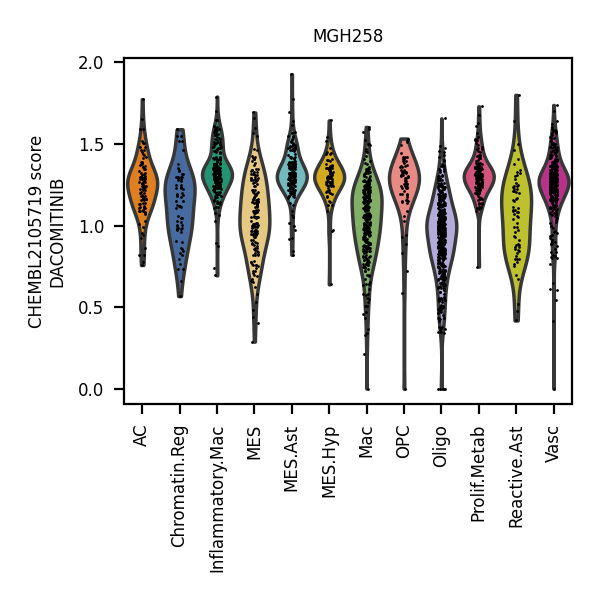 MGH258
CHEMBL2105719 score
DACOMITINIB
2.0
1.5
1.0
0.5
0.0
AC
Chromatin.Reg
Inflammatory.Mac
MES
MES.Ast
MES.Hyp
Mac
OPC
Oligo
Prolif.Metab
Reactive.Ast
Vasc